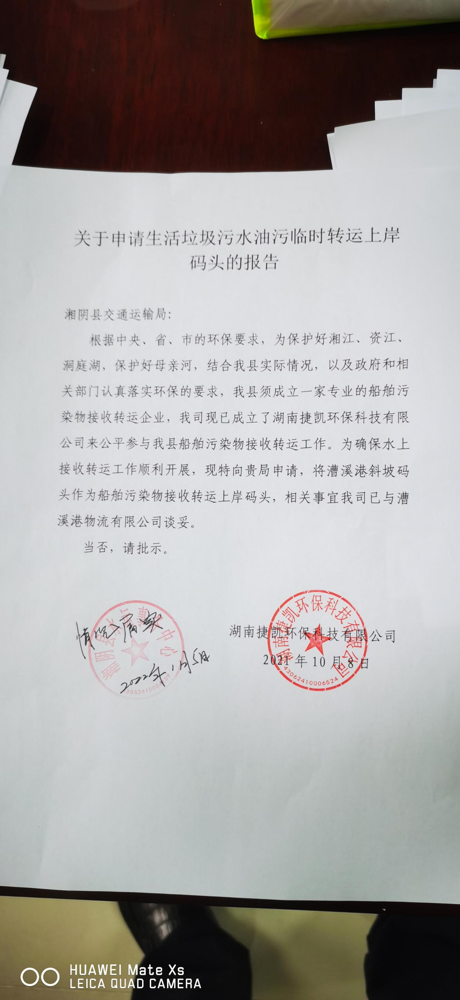 关于申请生活垃圾污水油污临时转运上岸
码头的报告
湘阴县交通运输局：
根据中央、省、市的环保要求，为保护好湘江、资江、
洞庭湖，保护好母亲河，结合我县实际情况，以及政府和相
关部门认真落实环保的要求，我县须成立一家专业的船舶污
染物接收转运企业，我司现已成立了湖南捷凯环保科技有限
公司来公平参与我县船舶污染物接收转运工作。为确保水上
接收转运工作顺利开展，现特向贵局申请，将漕溪港斜坡码
头作为船舶污染物接收转运上岸码头，相关事宜我司已与漕
溪港物流有限公司谈妥。
当否，请批示。
情况属实
2022年1月5日
湘阴县水运事 中心
湖南捷凯环保科技有限公司
2021年10月8日
湖南捷凯环保科技有限公司
43062410006524
HUAWEI Mate Xs
LEICA QUAD CAMERA